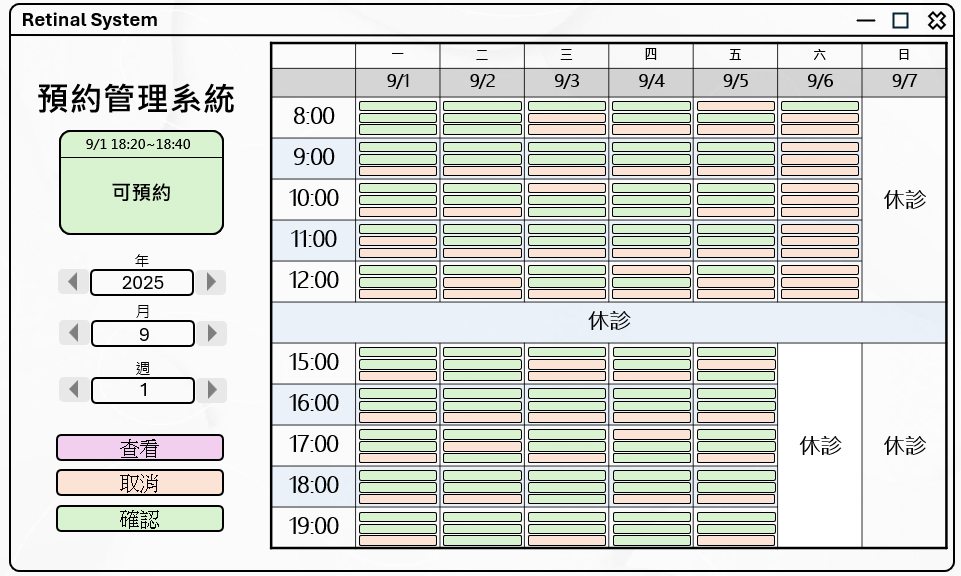 Retinal System
預約管理系統
9/1 18:20~18:40
可預約
年
2025
月
9
週
1
查看
取消
確認
一 二 三 四 五 六 日
9/1 9/2 9/3 9/4 9/5 9/6 9/7
8:00
9:00
10:00 休診
11:00
12:00
休診
15:00
16:00
17:00 休診 休診
18:00
19:00